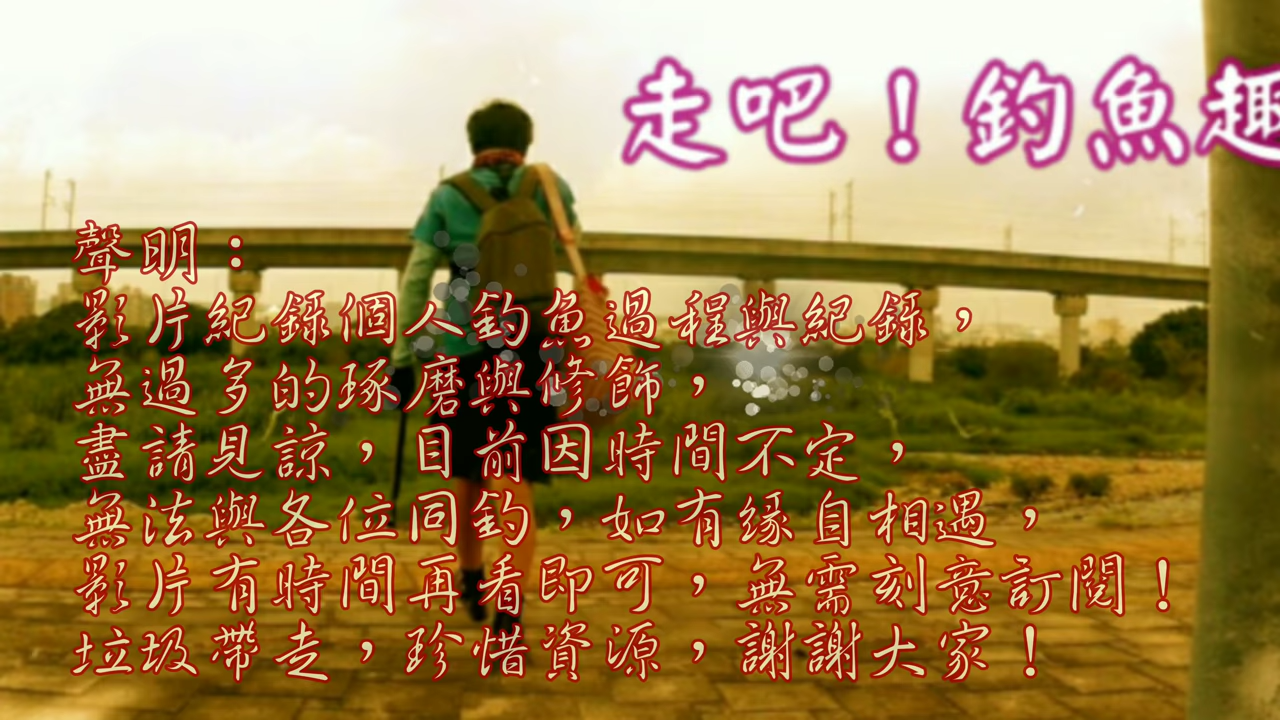 走吧！釣魚趣
聲明：
影片紀錄個人釣魚過程與紀錄，
無過多的琢磨與修飾，
盡請見諒，目前因時間不定，
無法與各位同釣，如有緣自相遇，
影片有時間再看即可，無需刻意訂閱！
垃圾帶走，珍惜資源，謝謝大家！